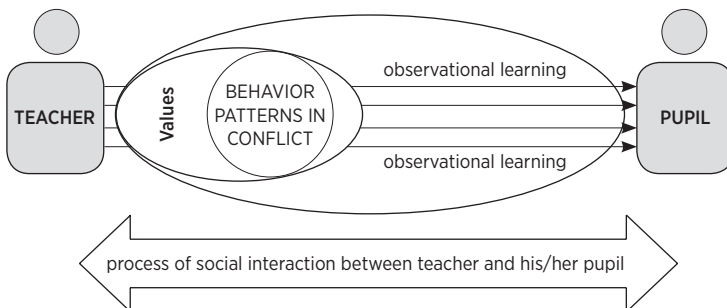 observational learning
TEACHER
Values
BEHAVIOR
PATTERNS IN
CONFLICT
PUPIL
observational learning
process of social interaction between teacher and his/her pupil